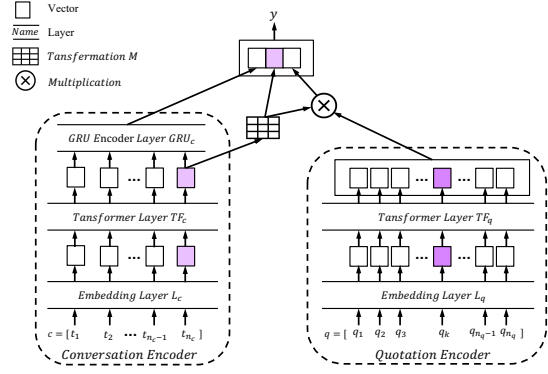 y
Vector
Name Layer
Tansfermation M
Multiplication
GRU Encoder Layer GRU_c
...
Tansformer Layer TF_c
Tansformer Layer TF_q
...
Embedding Layer L_c
Embedding Layer L_q
c = [ t_1 t_2 ... t_{n_c-1} t_{n_c} ]
q = [ q_1 q_2 q_3 q_k q_{n_q-1} q_{n_q} ]
Conversation Encoder
Quotation Encoder